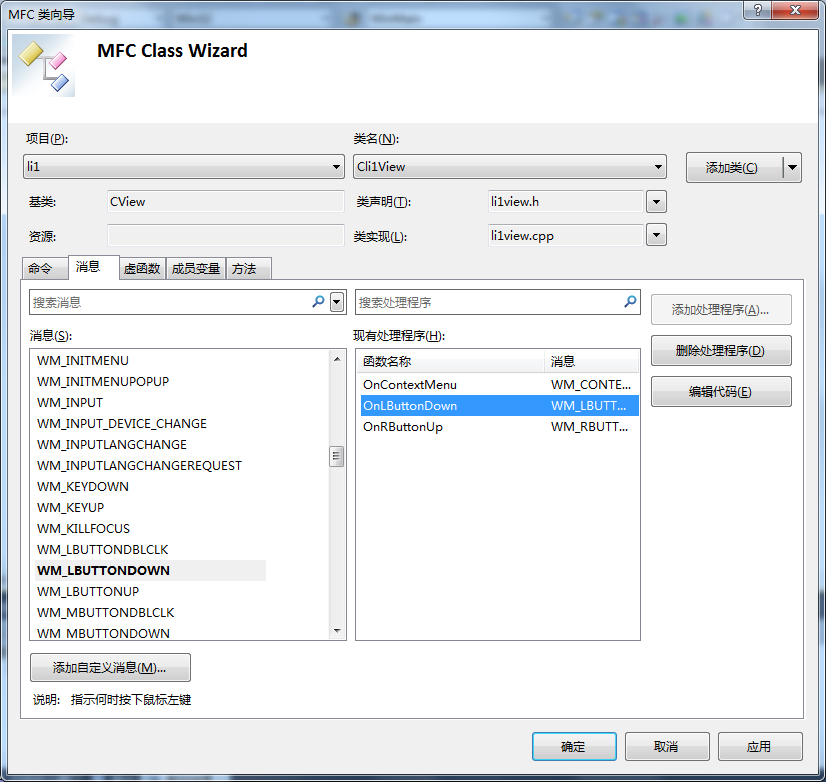 MFC 类向导
MFC Class Wizard
项目(P):
类名(N):
li1
Cli1View
添加类(C)
基类:
CView
类声明(T):
li1view.h
资源:
类实现(L):
li1view.cpp
命令
消息
虚函数
成员变量
方法
搜索消息
搜索处理程序
添加处理程序(A)...
消息(S):
现有处理程序(H):
删除处理程序(D)
编辑代码(E)
WM_INITMENU
WM_INITMENUPOPUP
WM_INPUT
WM_INPUT_DEVICE_CHANGE
WM_INPUTLANGCHANGE
WM_INPUTLANGCHANGEREQUEST
WM_KEYDOWN
WM_KEYUP
WM_KILLFOCUS
WM_LBUTTONDBLCLK
WM_LBUTTONDOWN
WM_LBUTTONUP
WM_MBUTTONDBLCLK
WM_MBUTTONDOWN
函数名称 消息
OnContextMenu WM_CONTE...
OnLButtonDown WM_LBUTT...
OnRButtonUp WM_RBUTT...
添加自定义消息(M)...
说明: 指示何时按下鼠标左键
确定
取消
应用